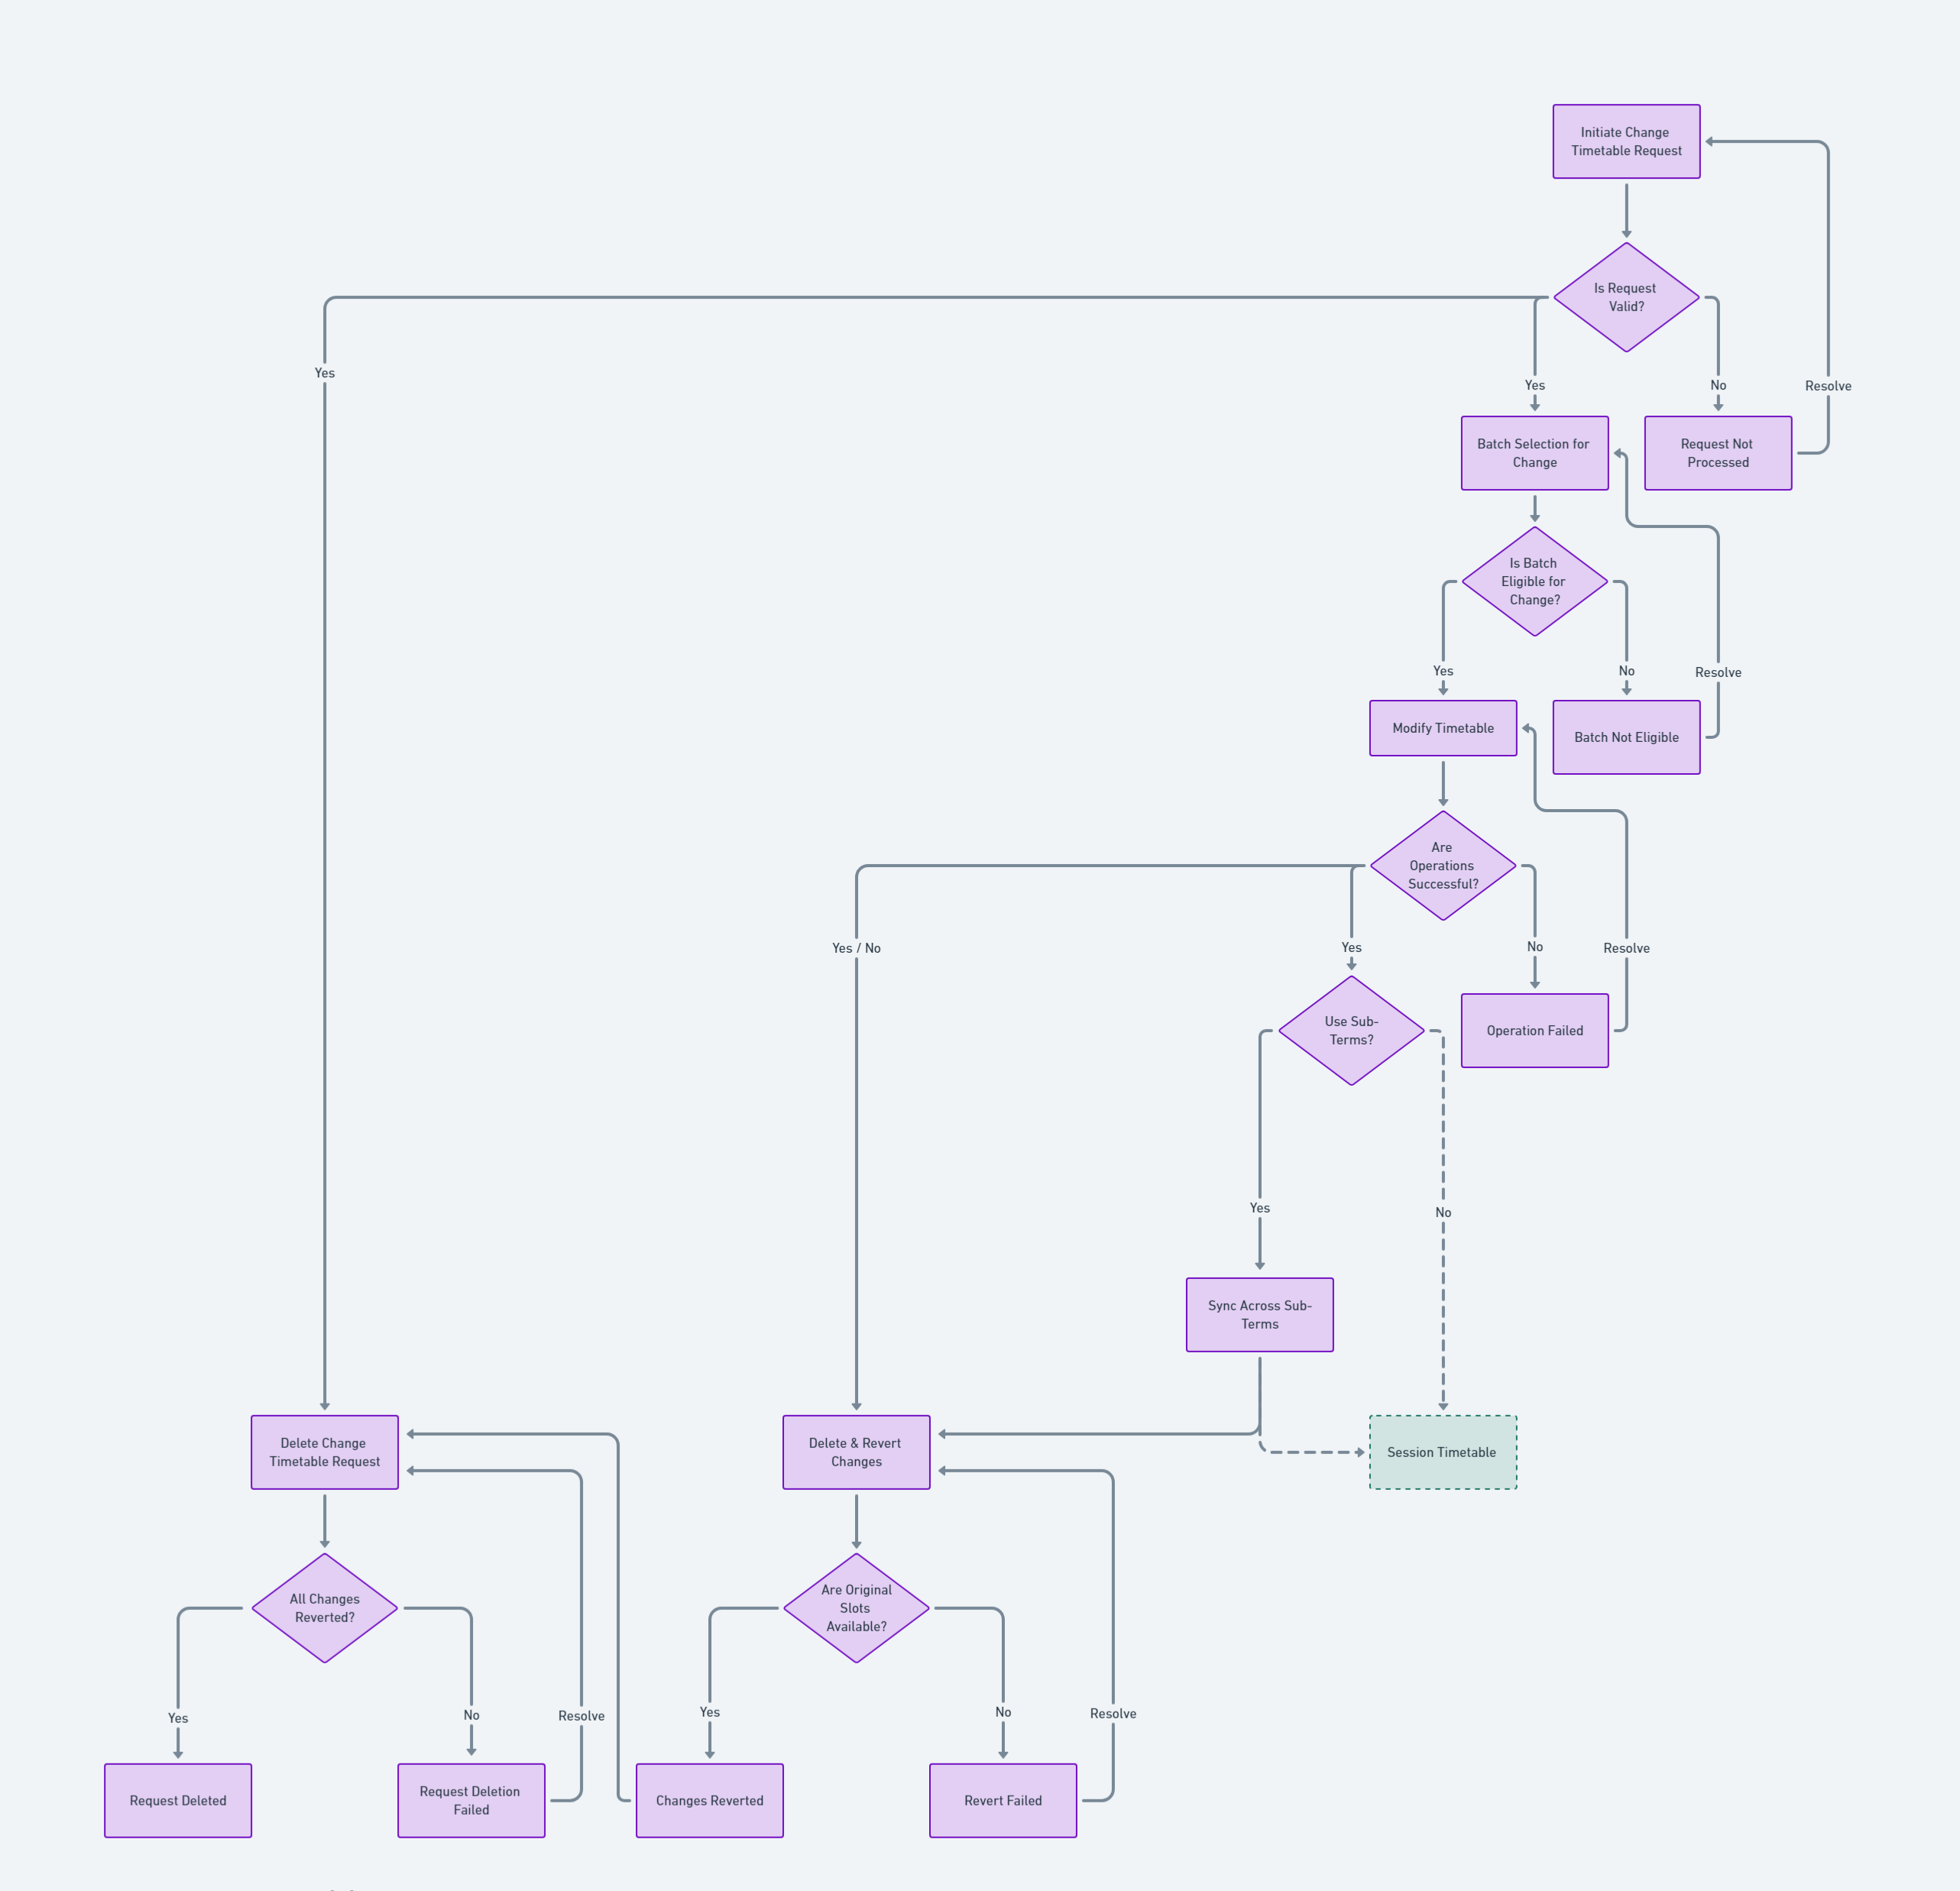 Initiate Change
Timetable Request
Is Request
Valid?
Yes
Yes
No
Resolve
Batch Selection for
Change
Request Not
Processed
Is Batch
Eligible for
Change?
Yes
No
Resolve
Modify Timetable
Batch Not Eligible
Are
Operations
Successful?
Yes / No
Yes
No
Resolve
Use Sub-
Terms?
Operation Failed
Yes
No
Sync Across Sub-
Terms
Delete Change
Timetable Request
Delete & Revert
Changes
Session Timetable
All Changes
Reverted?
Are Original
Slots
Available?
Yes
No
Resolve
Yes
No
Resolve
Request Deleted
Request Deletion
Failed
Changes Reverted
Revert Failed